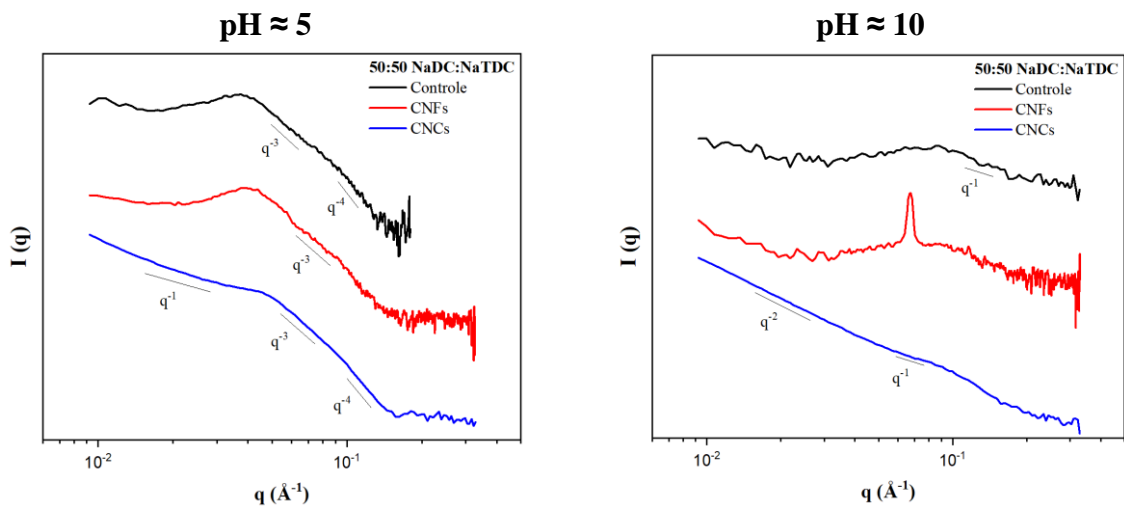 pH ≈ 5
50:50 NaDC:NaTDC
Controle
CNFs
CNCs
q⁻³
q⁻⁴
q⁻³
q⁻¹
q⁻³
q⁻⁴
I (q)
10⁻²
10⁻¹
q (Å⁻¹)
pH ≈ 10
50:50 NaDC:NaTDC
Controle
CNFs
CNCs
q⁻¹
q⁻²
q⁻¹
I (q)
10⁻²
10⁻¹
q (Å⁻¹)